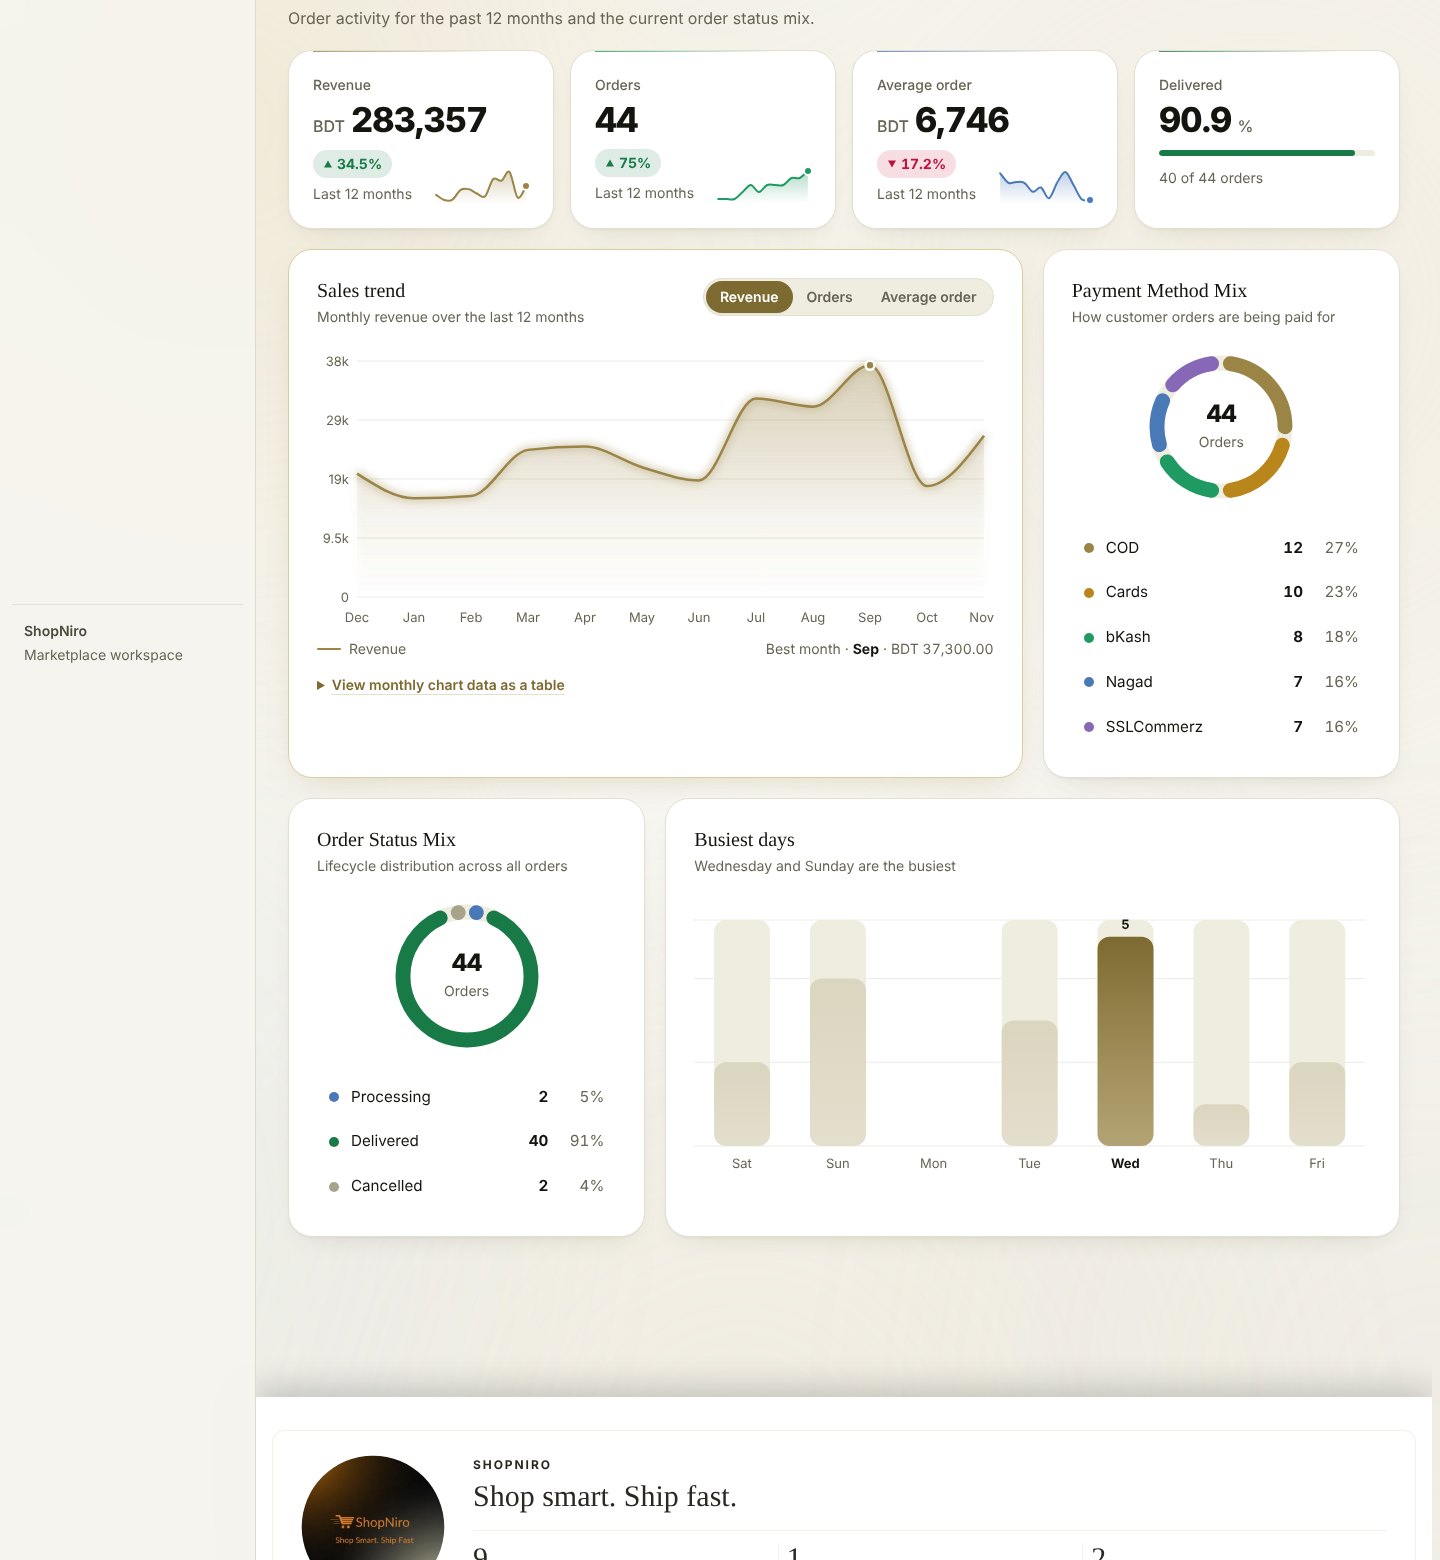 Order activity for the past 12 months and the current order status mix.
Revenue
BDT 283,357
▲ 34.5%
Last 12 months
Orders
44
▲ 75%
Last 12 months
Average order
BDT 6,746
▼ 17.2%
Last 12 months
Delivered
90.9 %
40 of 44 orders
Sales trend
Monthly revenue over the last 12 months
Revenue Orders Average order
38k
29k
19k
9.5k
0
Dec Jan Feb Mar Apr May Jun Jul Aug Sep Oct Nov
Revenue
Best month · Sep · BDT 37,300.00
View monthly chart data as a table
Payment Method Mix
How customer orders are being paid for
44
Orders
COD 12 27%
Cards 10 23%
bKash 8 18%
Nagad 7 16%
SSLCommerz 7 16%
ShopNiro
Marketplace workspace
Order Status Mix
Lifecycle distribution across all orders
44
Orders
Processing 2 5%
Delivered 40 91%
Cancelled 2 4%
Busiest days
Wednesday and Sunday are the busiest
5
Sat Sun Mon Tue Wed Thu Fri
ShopNiro
Shop Smart. Ship Fast
SHOPNIRO
Shop smart. Ship fast.
9 1 2